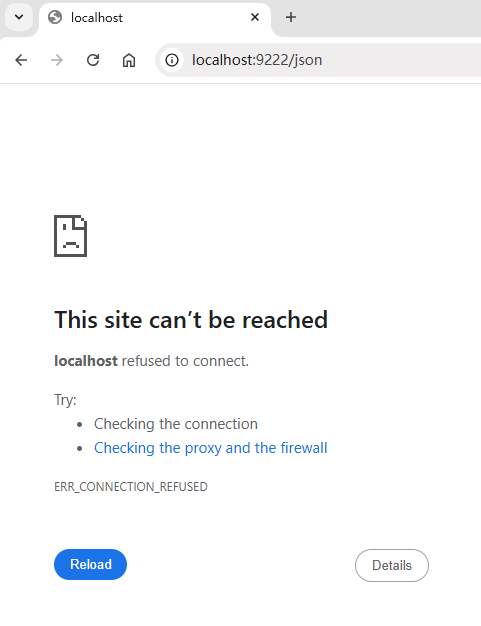 localhost
localhost:9222/json
This site can’t be reached
localhost refused to connect.
Try:
Checking the connection
Checking the proxy and the firewall
ERR_CONNECTION_REFUSED
Reload
Details